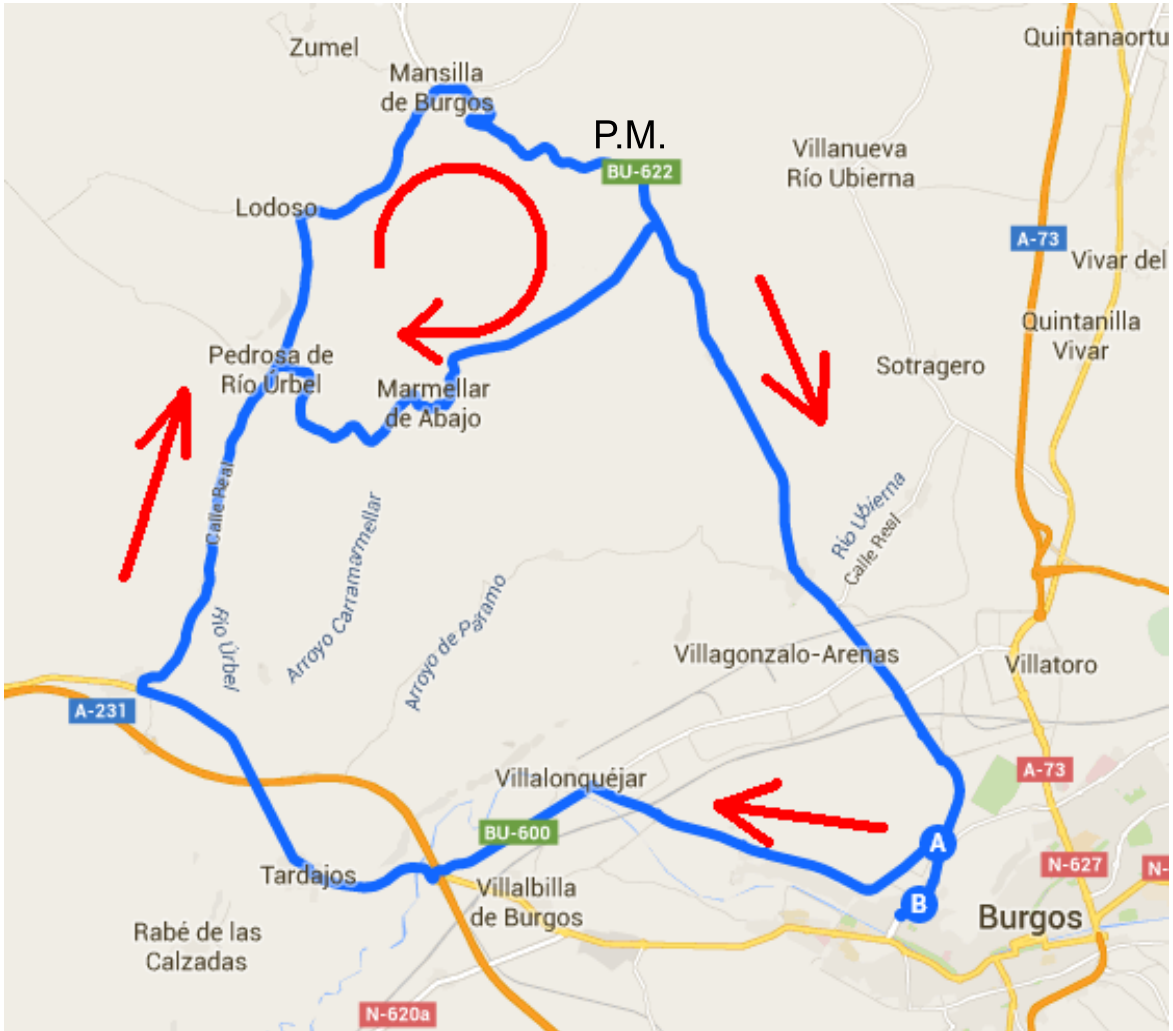 Zumel
Quintanaortu
Mansilla
de Burgos
P.M.
BU-622
Villanueva
Río Ubierna
Lodoso
A-73
Vivar del
Quintanilla
Vivar
Pedrosa de
Río Úrbel
Marmellar
de Abajo
Sotragero
Calle Real
Río Ubierna
Calle Real
Arroyo Carramarmellar
Arroyo de Páramo
Río Úrbel
Villagonzalo-Arenas
Villatoro
A-231
Villalonquéjar
A-73
BU-600
A
N-627
N-
Tardajos
Villalbilla
de Burgos
B
Burgos
Rabé de las
Calzadas
N-620a